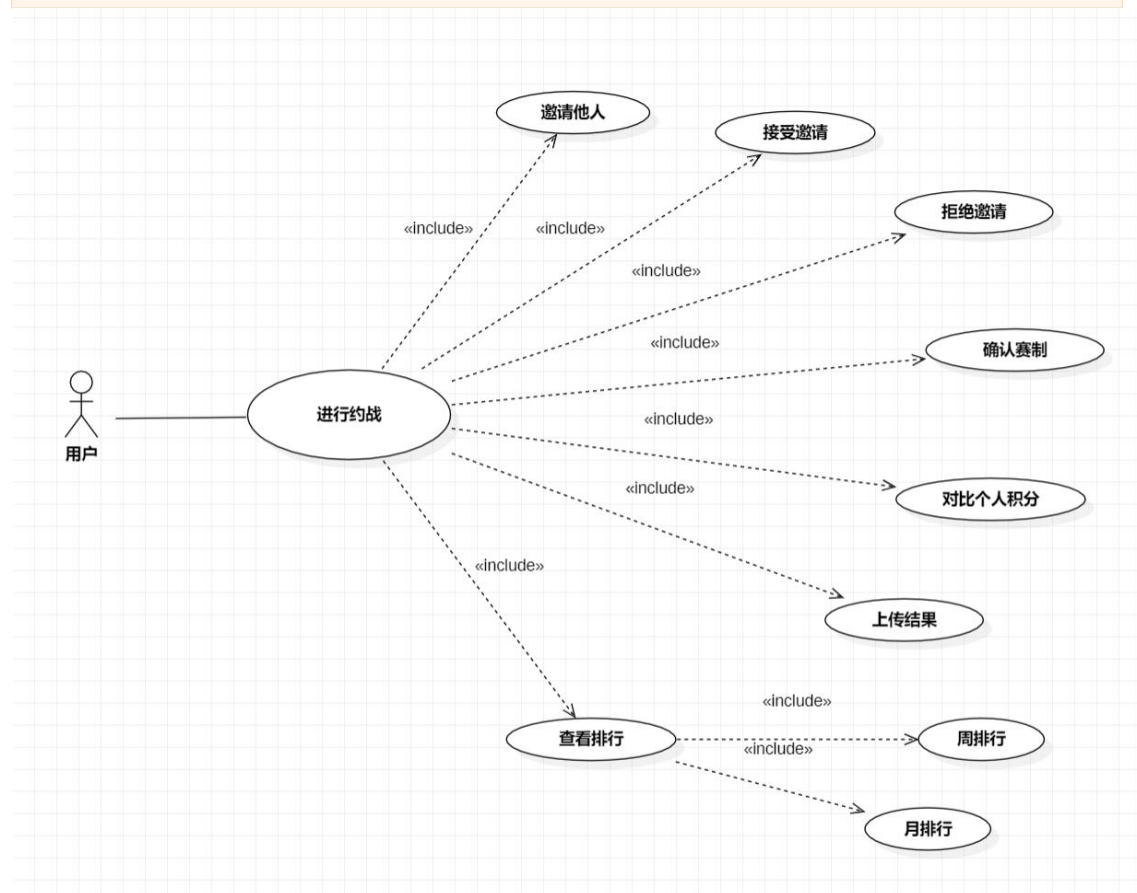 邀请他人
接受邀请
拒绝邀请
«include»
«include»
«include»
«include»
确认赛制
用户
进行约战
«include»
«include»
对比个人积分
«include»
上传结果
«include»
查看排行
«include»
周排行
月排行